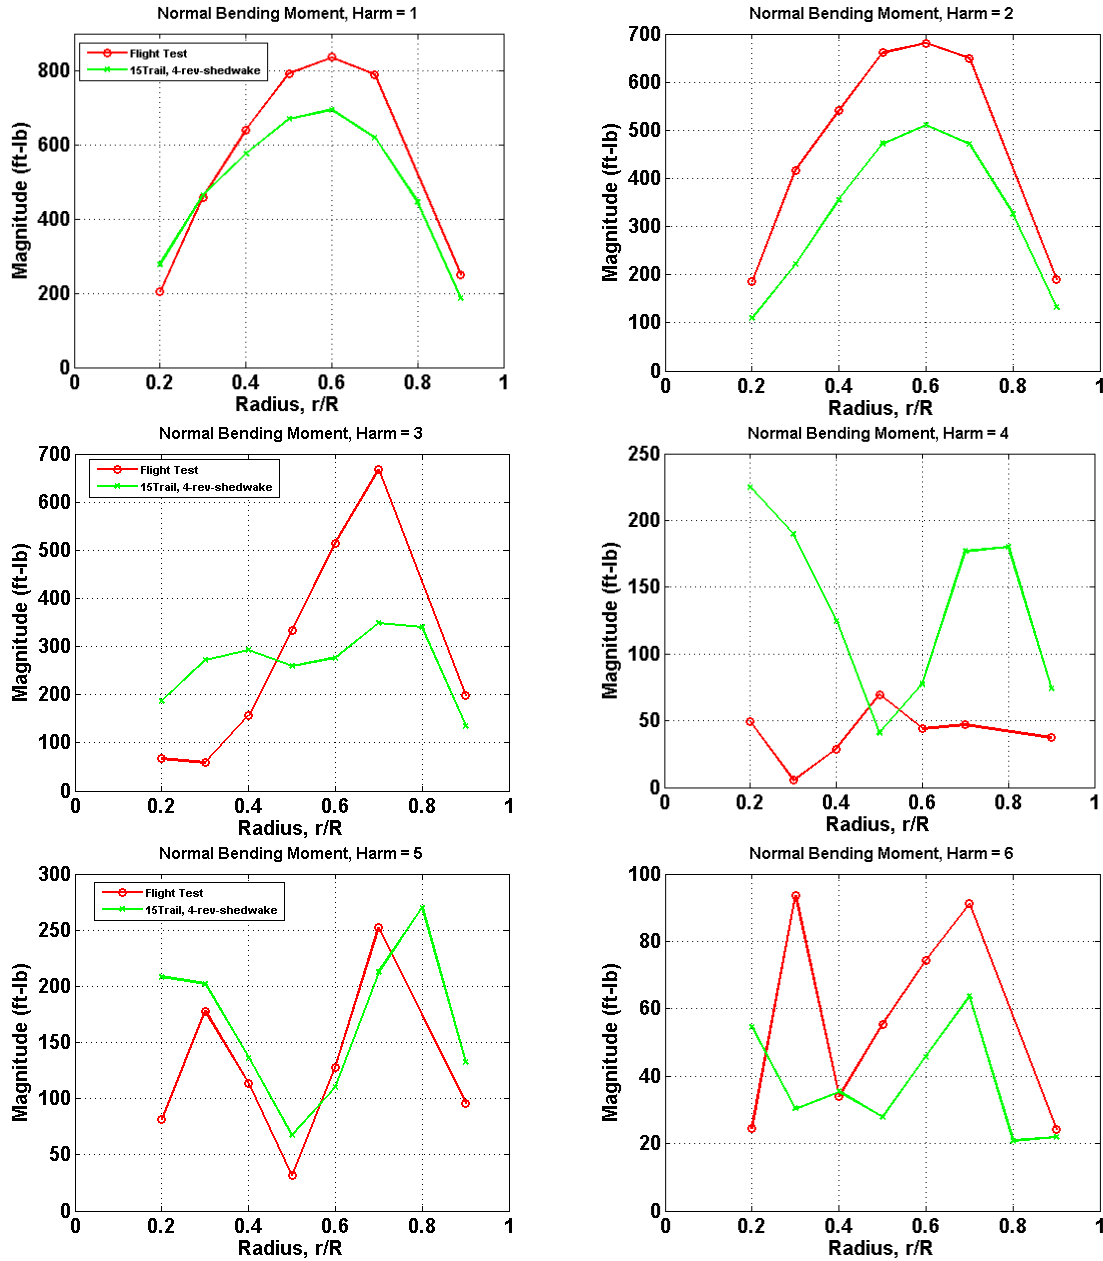 Normal Bending Moment, Harm = 1
Flight Test
15Trail, 4-rev-shedwake
Magnitude (ft-lb)
800
600
400
200
0
0 0.2 0.4 0.6 0.8 1
Radius, r/R
Normal Bending Moment, Harm = 2
Magnitude (ft-lb)
700
600
500
400
300
200
100
0
0 0.2 0.4 0.6 0.8 1
Radius, r/R
Normal Bending Moment, Harm = 3
Flight Test
15Trail, 4-rev-shedwake
Magnitude (ft-lb)
700
600
500
400
300
200
100
0
0 0.2 0.4 0.6 0.8 1
Radius, r/R
Normal Bending Moment, Harm = 4
Magnitude (ft-lb)
250
200
150
100
50
0
0 0.2 0.4 0.6 0.8 1
Radius, r/R
Normal Bending Moment, Harm = 5
Flight Test
15Trail, 4-rev-shedwake
Magnitude (ft-lb)
300
250
200
150
100
50
0
0 0.2 0.4 0.6 0.8 1
Radius, r/R
Normal Bending Moment, Harm = 6
Magnitude (ft-lb)
100
80
60
40
20
0
0 0.2 0.4 0.6 0.8 1
Radius, r/R